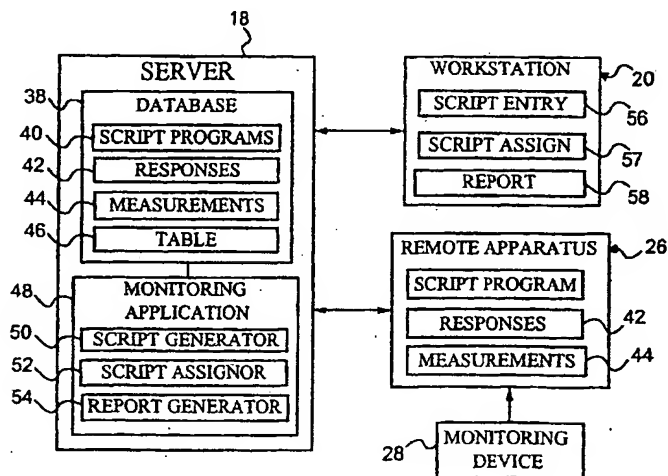 18
SERVER
38
DATABASE
40
SCRIPT PROGRAMS
42
RESPONSES
44
MEASUREMENTS
46
TABLE
48
MONITORING
APPLICATION
50
SCRIPT GENERATOR
52
SCRIPT ASSIGNOR
54
REPORT GENERATOR
WORKSTATION
20
SCRIPT ENTRY
56
SCRIPT ASSIGN
57
REPORT
58
REMOTE APPARATUS
26
SCRIPT PROGRAM
RESPONSES
42
MEASUREMENTS
44
28
MONITORING
DEVICE